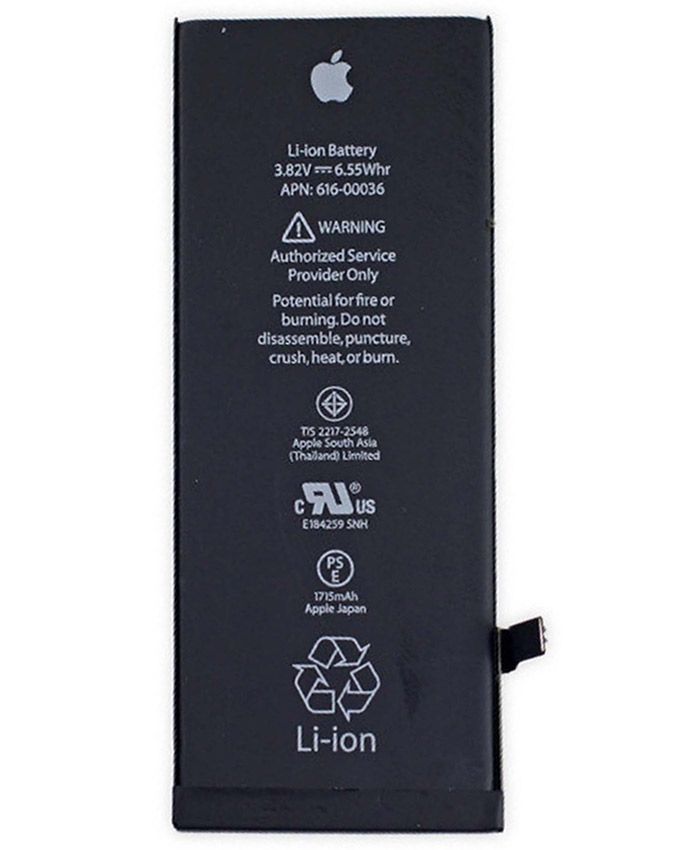 Li-ion Battery
3.82V ⎓ 6.55Whr
APN: 616-00036
WARNING
Authorized Service
Provider Only
Potential for fire or
burning. Do not
disassemble, puncture,
crush, heat, or burn.
TIS 2217-2548
Apple South Asia
(Thailand) Limited
c UR® US
E184259 SNH
PS
E
1715mAh
Apple Japan
Li-ion